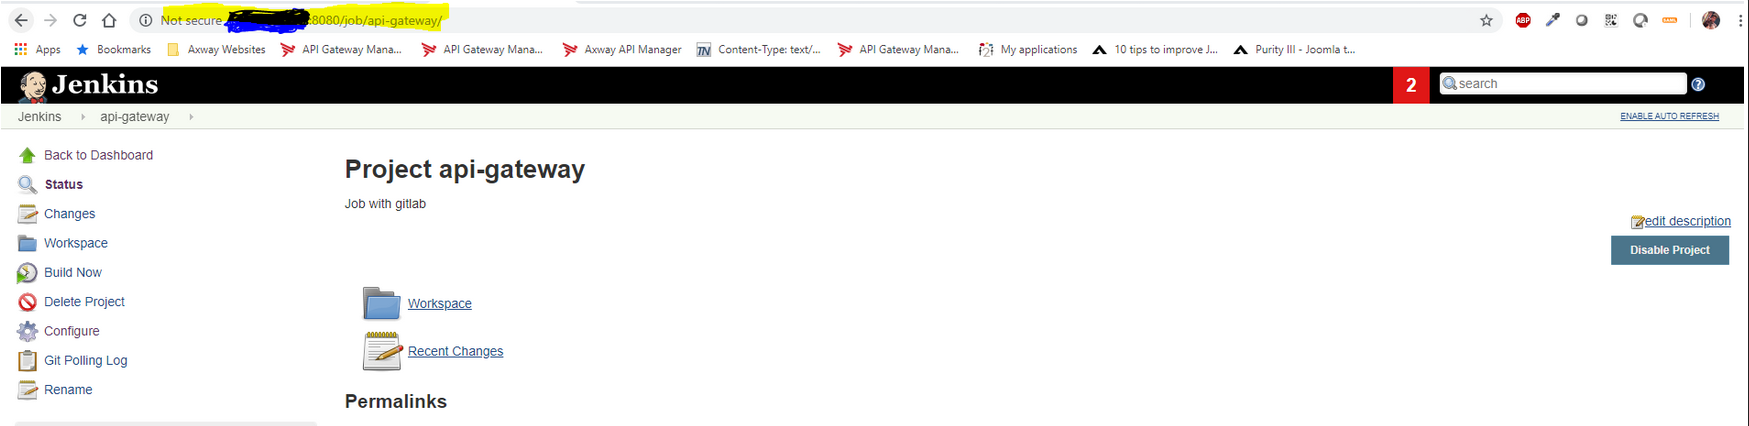 Not secure :8080/job/api-gateway/
ABP
Apps Bookmarks Axway Websites API Gateway Mana... API Gateway Mana... Axway API Manager Content-Type: text/... API Gateway Mana... My applications 10 tips to improve J... Purity III - Joomla t...
Jenkins 2 search ?
Jenkins api-gateway ENABLE AUTO REFRESH
Back to Dashboard
Status
Changes
Workspace
Build Now
Delete Project
Configure
Git Polling Log
Rename
Project api-gateway
Job with gitlab
edit description
Disable Project
Workspace
Recent Changes
Permalinks